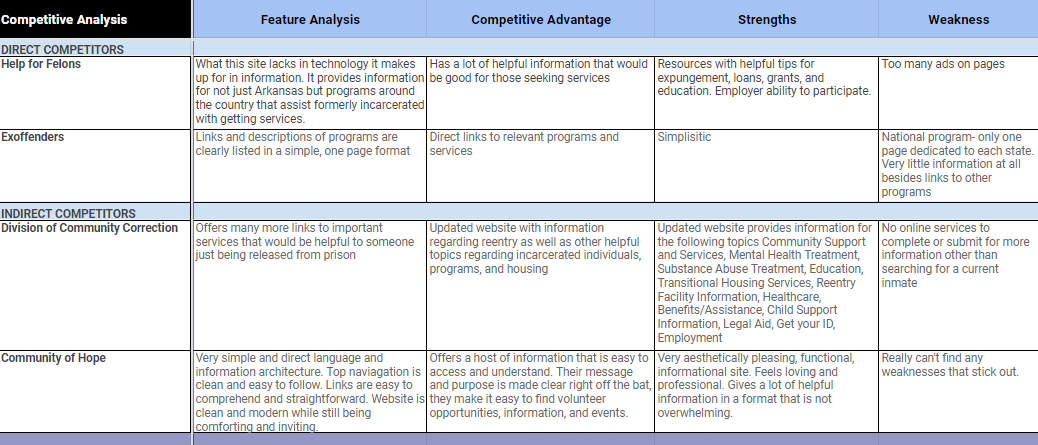 Competitive Analysis
Feature Analysis
Competitive Advantage
Strengths
Weakness
DIRECT COMPETITORS
Help for Felons
What this site lacks in technology it makes
up for in information. It provides information
for not just Arkansas but programs around
the country that assist formerly incarcerated
with getting services.
Has a lot of helpful information that would
be good for those seeking services
Resources with helpful tips for
expungement, loans, grants, and
education. Employer ability to participate.
Too many ads on pages
Exoffenders
Links and descriptions of programs are
clearly listed in a simple, one page format
Direct links to relevant programs and
services
Simplisitic
National program- only one
page dedicated to each state.
Very little information at all
besides links to other
programs
INDIRECT COMPETITORS
Division of Community Correction
Offers many more links to important
services that would be helpful to someone
just being released from prison
Updated website with information
regarding reentry as well as other helpful
topics regarding incarcerated individuals,
programs, and housing
Updated website provides information for
the following topics Community Support
and Services, Mental Health Treatment,
Substance Abuse Treatment, Education,
Transitional Housing Services, Reentry
Facility Information, Healthcare,
Benefits/Assistance, Child Support
Information, Legal Aid, Get your ID,
Employment
No online services to
complete or submit for more
information other than
searching for a current
inmate
Community of Hope
Very simple and direct language and
information architecture. Top naviagation is
clean and easy to follow. Links are easy to
comprehend and straightforward. Website is
clean and modern while still being
comforting and inviting.
Offers a host of information that is easy to
access and understand. Their message
and purpose is made clear right off the bat,
they make it easy to find volunteer
opportunities, information, and events.
Very aesthetically pleasing, functional,
informational site. Feels loving and
professional. Gives a lot of helpful
information in a format that is not
overwhelming.
Really can't find any
weaknesses that stick out.